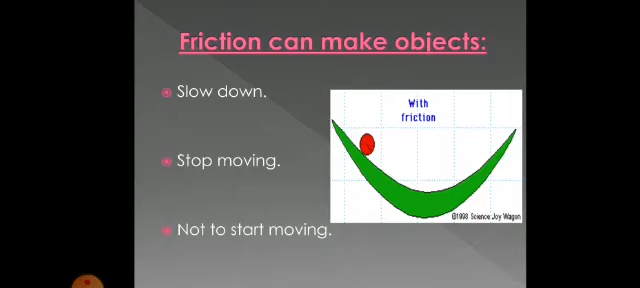 Friction can make objects:
Slow down.
With
friction
Stop moving.
©1998 Science Joy Wagon
Not to start moving.